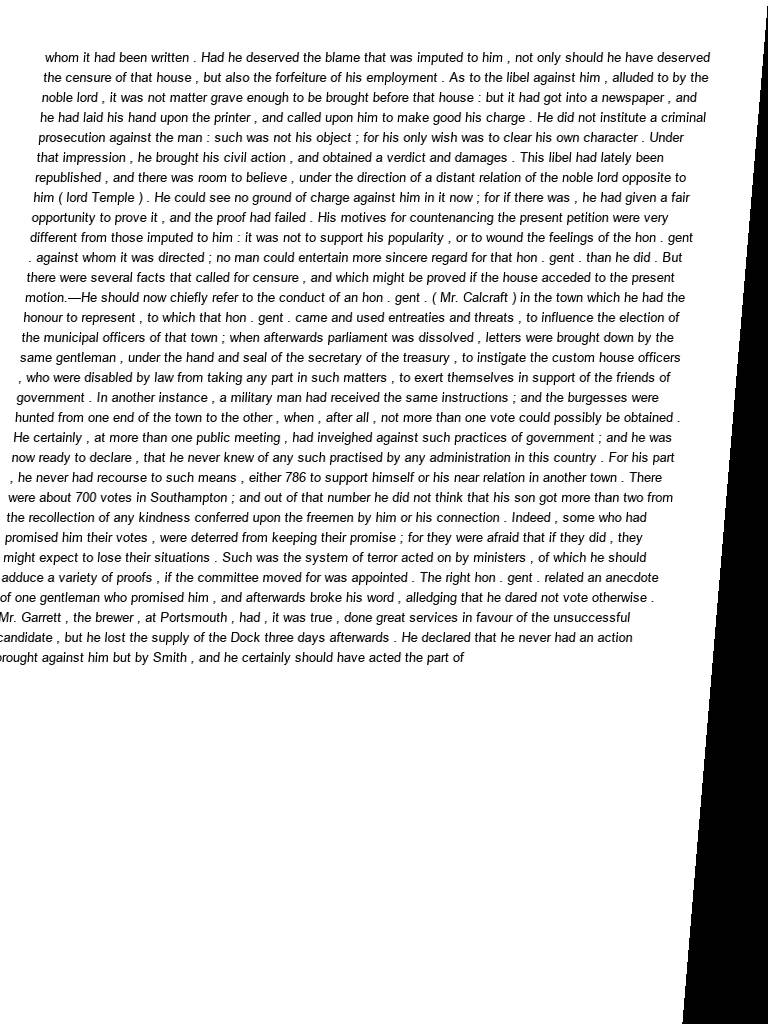 whom it had been written . Had he deserved the blame that was imputed to him , not only should he have deserved
the censure of that house , but also the forfeiture of his employment . As to the libel against him , alluded to by the
noble lord , it was not matter grave enough to be brought before that house : but it had got into a newspaper , and
he had laid his hand upon the printer , and called upon him to make good his charge . He did not institute a criminal
prosecution against the man : such was not his object ; for his only wish was to clear his own character . Under
that impression , he brought his civil action , and obtained a verdict and damages . This libel had lately been
republished , and there was room to believe , under the direction of a distant relation of the noble lord opposite to
him ( lord Temple ) . He could see no ground of charge against him in it now ; for if there was , he had given a fair
opportunity to prove it , and the proof had failed . His motives for countenancing the present petition were very
different from those imputed to him : it was not to support his popularity , or to wound the feelings of the hon . gent
. against whom it was directed ; no man could entertain more sincere regard for that hon . gent . than he did . But
there were several facts that called for censure , and which might be proved if the house acceded to the present
motion.—He should now chiefly refer to the conduct of an hon . gent . ( Mr. Calcraft ) in the town which he had the
honour to represent , to which that hon . gent . came and used entreaties and threats , to influence the election of
the municipal officers of that town ; when afterwards parliament was dissolved , letters were brought down by the
same gentleman , under the hand and seal of the secretary of the treasury , to instigate the custom house officers
, who were disabled by law from taking any part in such matters , to exert themselves in support of the friends of
government . In another instance , a military man had received the same instructions ; and the burgesses were
hunted from one end of the town to the other , when , after all , not more than one vote could possibly be obtained .
He certainly , at more than one public meeting , had inveighed against such practices of government ; and he was
now ready to declare , that he never knew of any such practised by any administration in this country . For his part
, he never had recourse to such means , either 786 to support himself or his near relation in another town . There
were about 700 votes in Southampton ; and out of that number he did not think that his son got more than two from
the recollection of any kindness conferred upon the freemen by him or his connection . Indeed , some who had
promised him their votes , were deterred from keeping their promise ; for they were afraid that if they did , they
might expect to lose their situations . Such was the system of terror acted on by ministers , of which he should
adduce a variety of proofs , if the committee moved for was appointed . The right hon . gent . related an anecdote
of one gentleman who promised him , and afterwards broke his word , alledging that he dared not vote otherwise .
Mr. Garrett , the brewer , at Portsmouth , had , it was true , done great services in favour of the unsuccessful
candidate , but he lost the supply of the Dock three days afterwards . He declared that he never had an action
brought against him but by Smith , and he certainly should have acted the part of